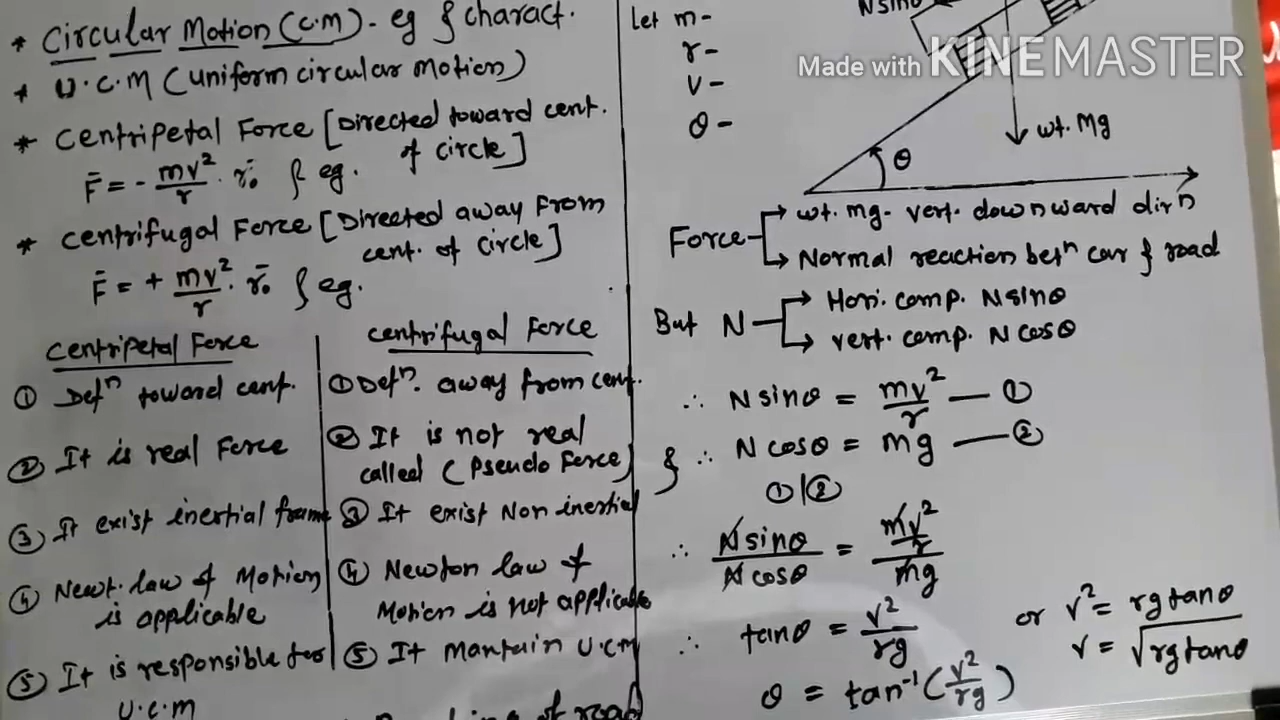 * Circular Motion (C.M) - eg & charact.
* U.C.M (uniform circular Motion)
* Centripetal Force [Directed toward cent. of circle]
F̄ = - mv²/r . r̄₀ & eg.
* Centrifugal Force [Directed away from cent. of circle]
F̄ = + mv²/r . r̄₀ & eg.
Centripetal Force
① Defⁿ toward cent.
② It is real Force
③ It exist inertial frame
④ Newt. law of Motion
is applicable
⑤ It is responsible for
U.C.M
Centrifugal Force
① Defⁿ. away from cent.
② It is not real
called (Pseudo Force)
③ It exist Non inertial
④ Newton law of
Motion is not applicable
⑤ It mantain U.C.M
of road
Let m-
r-
v-
θ-
N sinθ
Made with KINEMASTER
wt. Mg
θ
Force
wt. mg - vert. downward dirⁿ
Normal reaction betⁿ car & road
But N
Hori. comp. N sinθ
vert. comp. N cosθ
∴ N sinθ = mv²/r — ①
& ∴ N cosθ = mg — ②
①/②
∴ N sinθ / N cosθ = mv²/r / mg
∴ tanθ = v²/rg
θ = tan⁻¹ (v²/rg)
or v² = rg tanθ
v = √rg tanθ